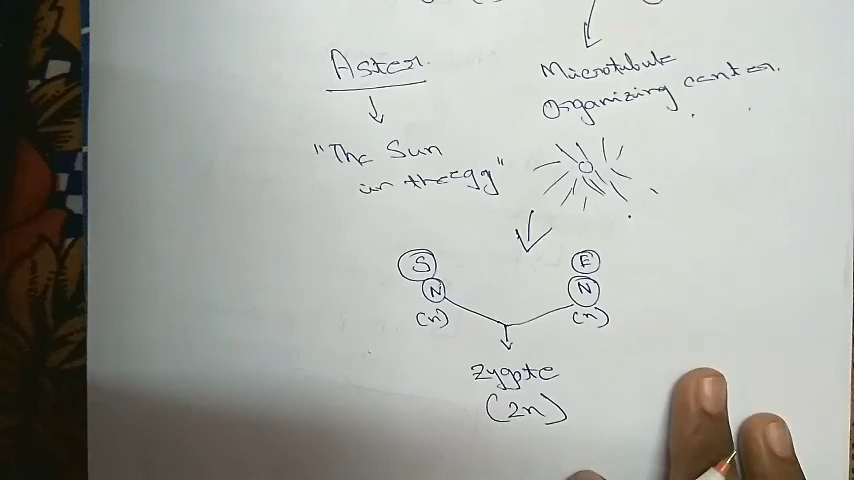 Aster.
Microtubule
Organizing center.
"The Sun
in the egg"
S
E
N
N
(n)
(n)
Zygote
(2n)